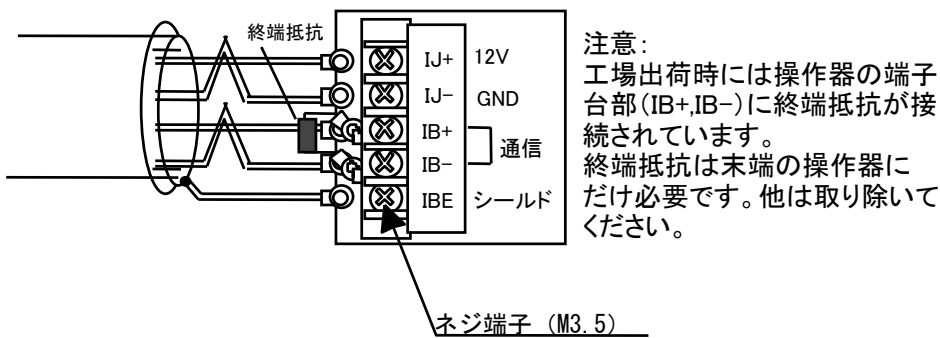 終端抵抗
IJ+ 12V
IJ− GND
IB+
IB−
通信
IBE シールド
注意:
工場出荷時には操作器の端子
台部(IB+,IB−)に終端抵抗が接
続されています。
終端抵抗は末端の操作器に
だけ必要です。他は取り除いて
ください。
ネジ端子 (M3.5)